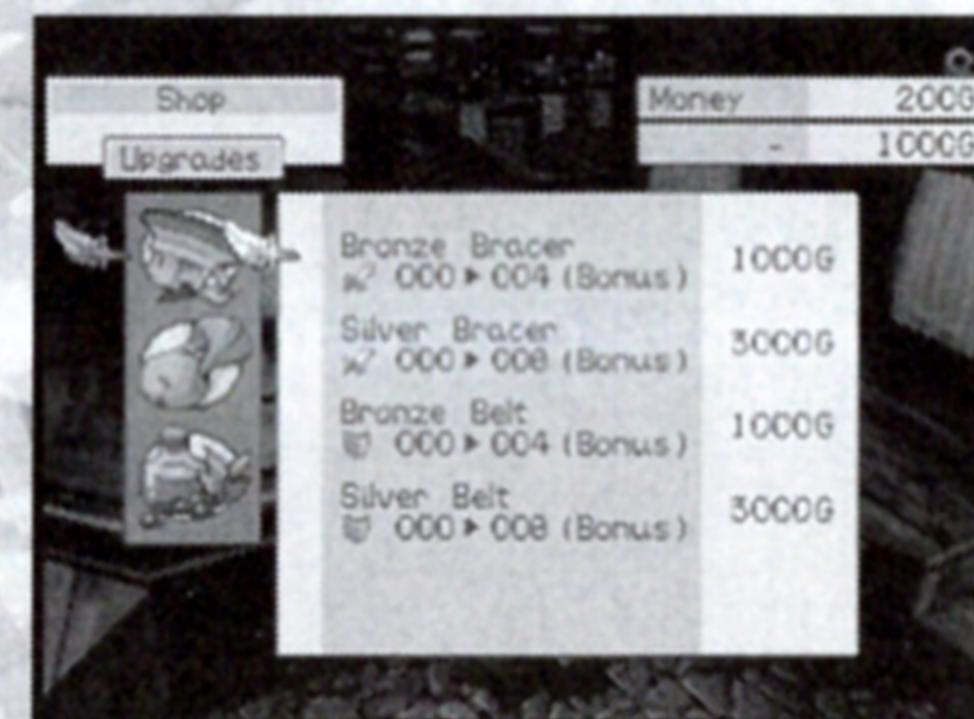 Shop
Upgrades
Money 200G
- 1000G
Bronze Bracer 1000G
000 ▶ 004 (Bonus)
Silver Bracer 3000G
000 ▶ 008 (Bonus)
Bronze Belt 1000G
000 ▶ 004 (Bonus)
Silver Belt 3000G
000 ▶ 008 (Bonus)